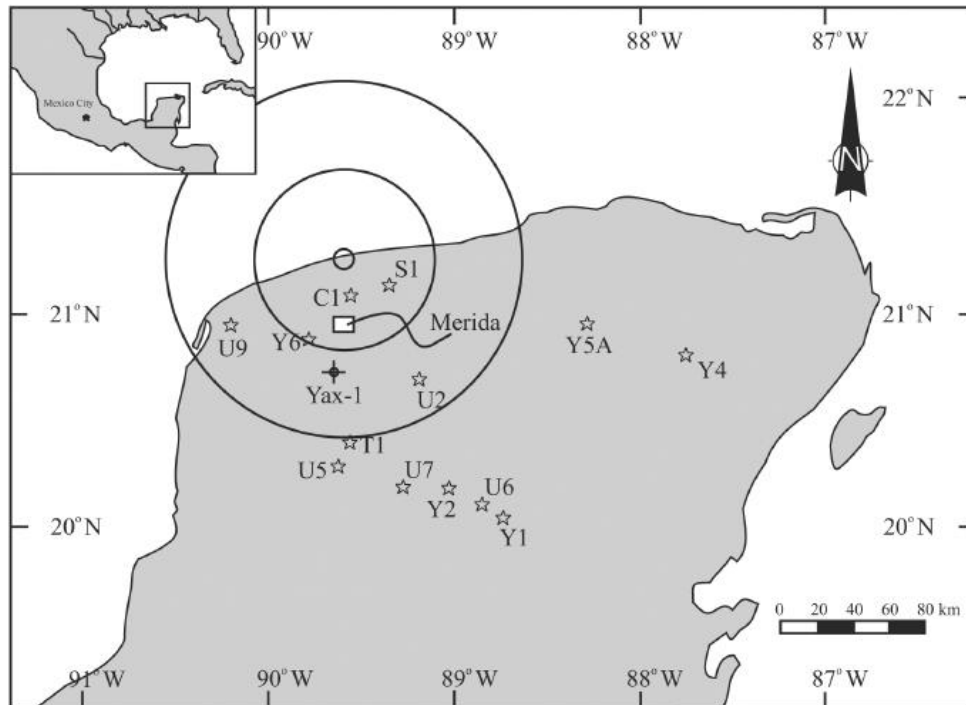 90°W 89°W 88°W 87°W
Mexico City
22°N
N
S1
C1
21°N 21°N
Merida
U9 Y6 Y5A
Y4
Yax-1 U2
T1
U5 U7 U6
Y2
20°N Y1 20°N
0 20 40 60 80 km
91°W 90°W 89°W 88°W 87°W